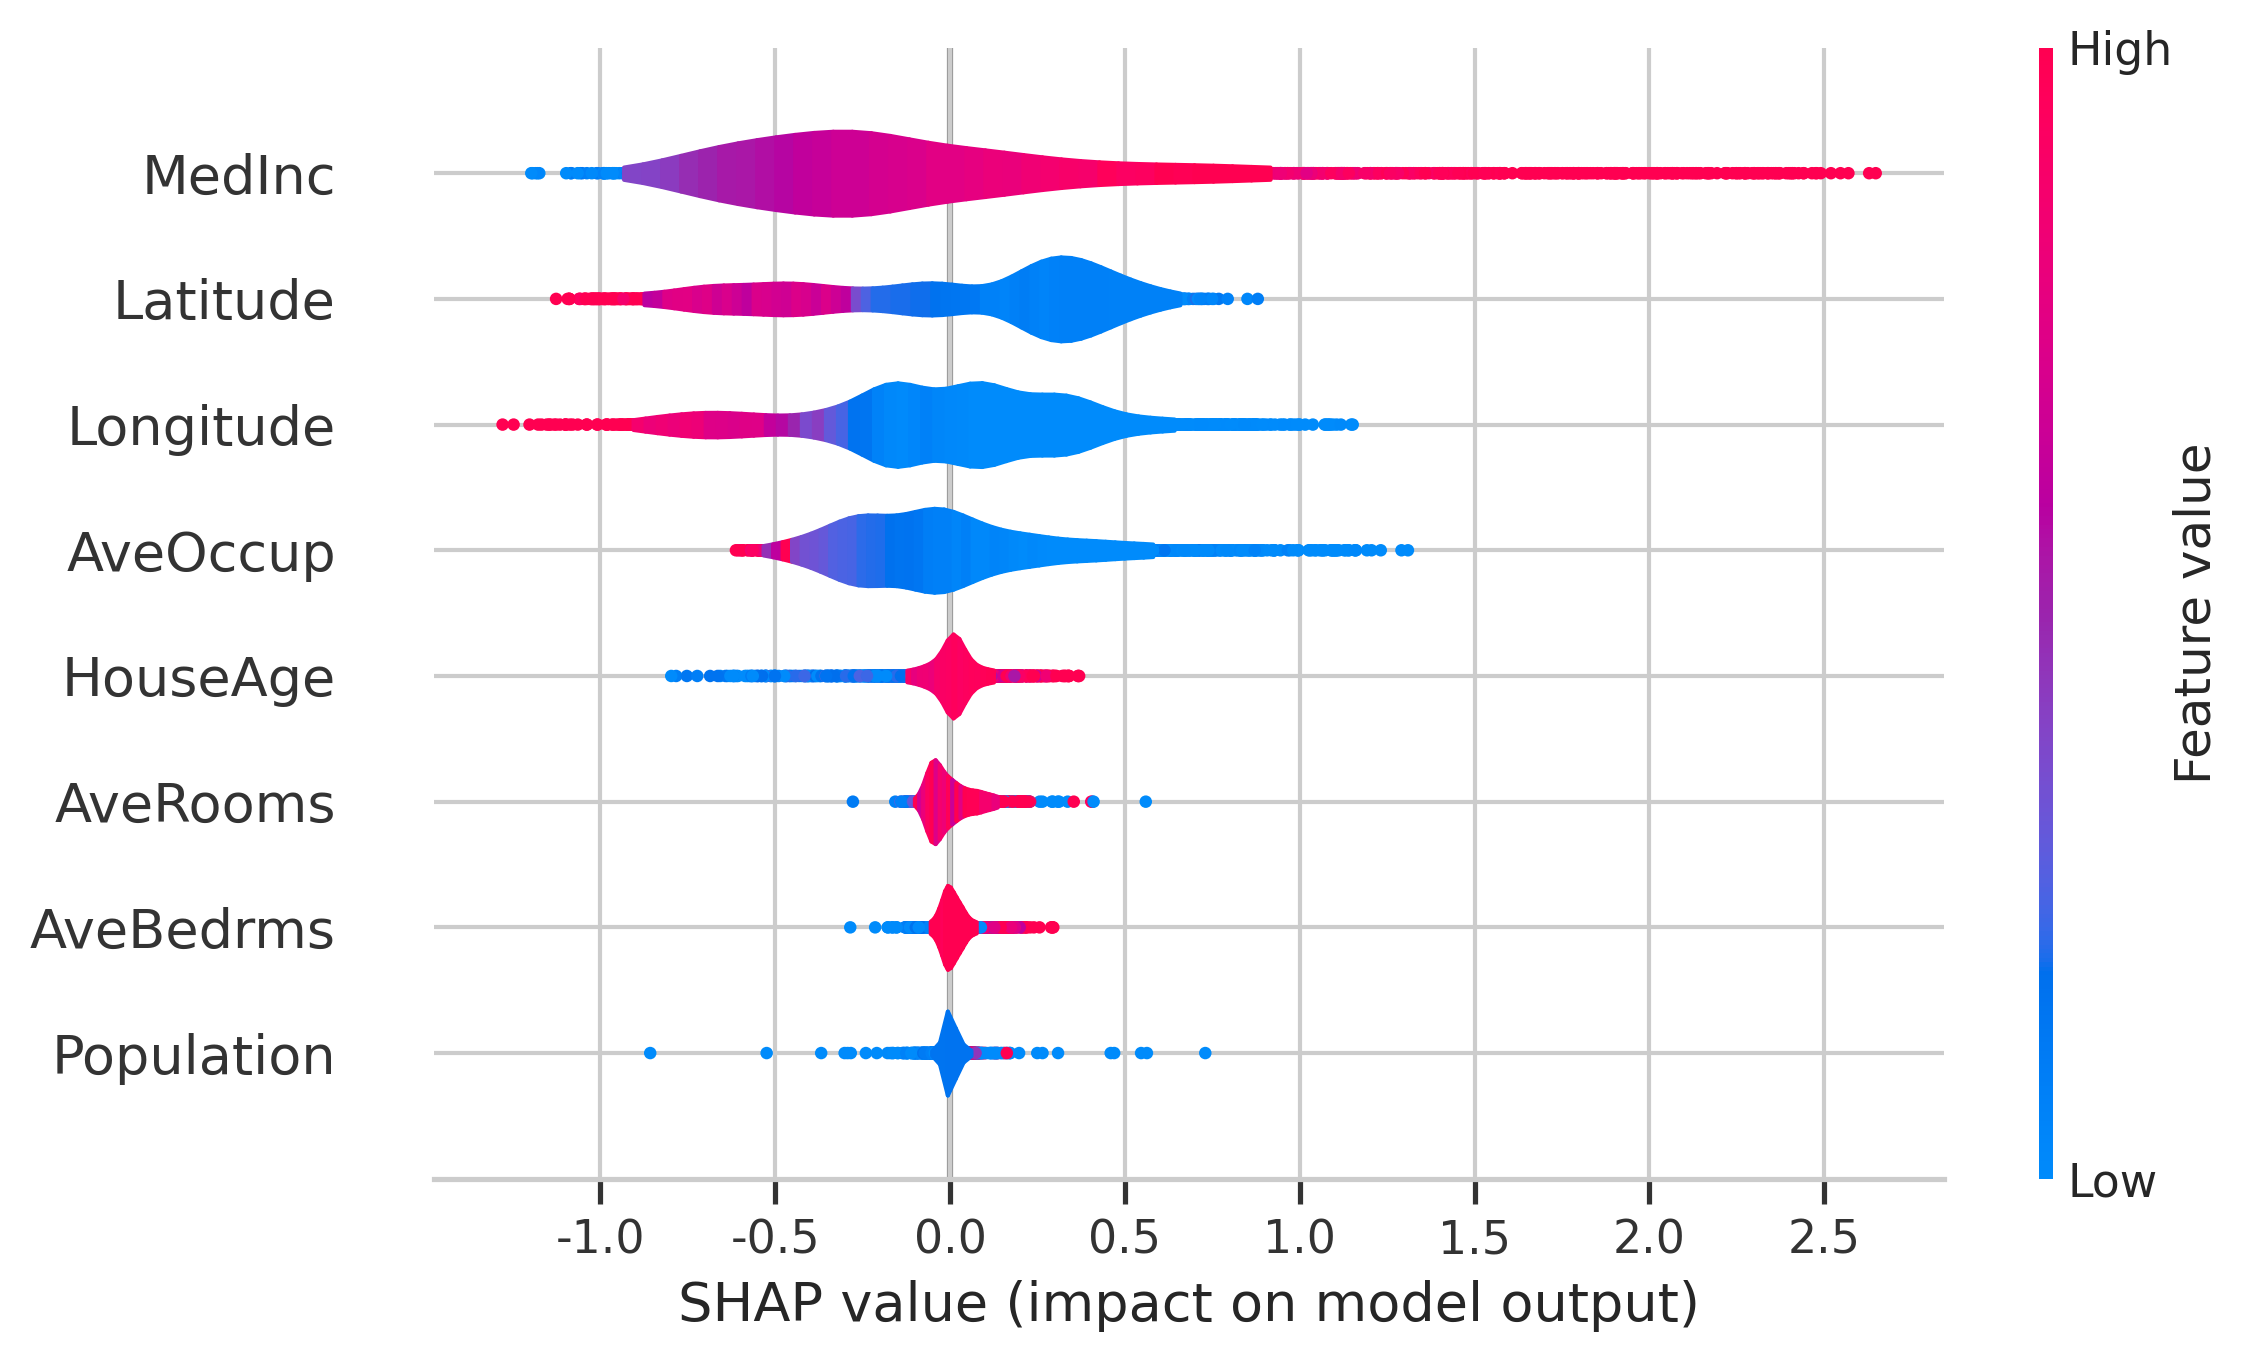 High
MedInc
Latitude
Longitude
AveOccup
HouseAge
AveRooms
AveBedrms
Population
Feature value
Low
-1.0 -0.5 0.0 0.5 1.0 1.5 2.0 2.5
SHAP value (impact on model output)